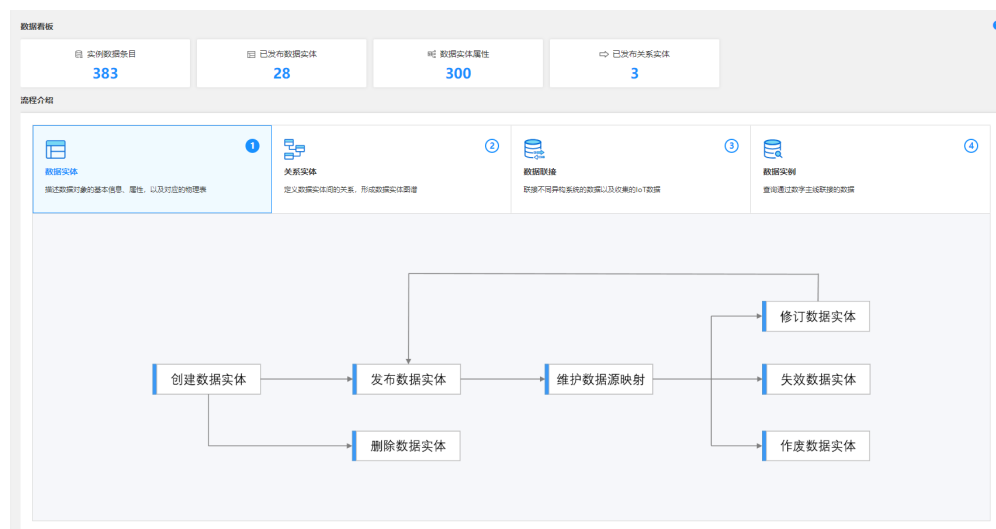 数据看板
实例数据条目
383
已发布数据实体
28
数据实体属性
300
已发布关系实体
3
流程介绍
1
数据实体
描述数据对象的基本信息、属性，以及对应的物理表
2
关系实体
定义数据实体间的关系，形成数据实体图谱
3
数据联接
联接不同异构系统的数据以及收集的IoT数据
4
数据实例
查询通过数字主线联接的数据
修订数据实体
创建数据实体
发布数据实体
维护数据源映射
失效数据实体
删除数据实体
作废数据实体